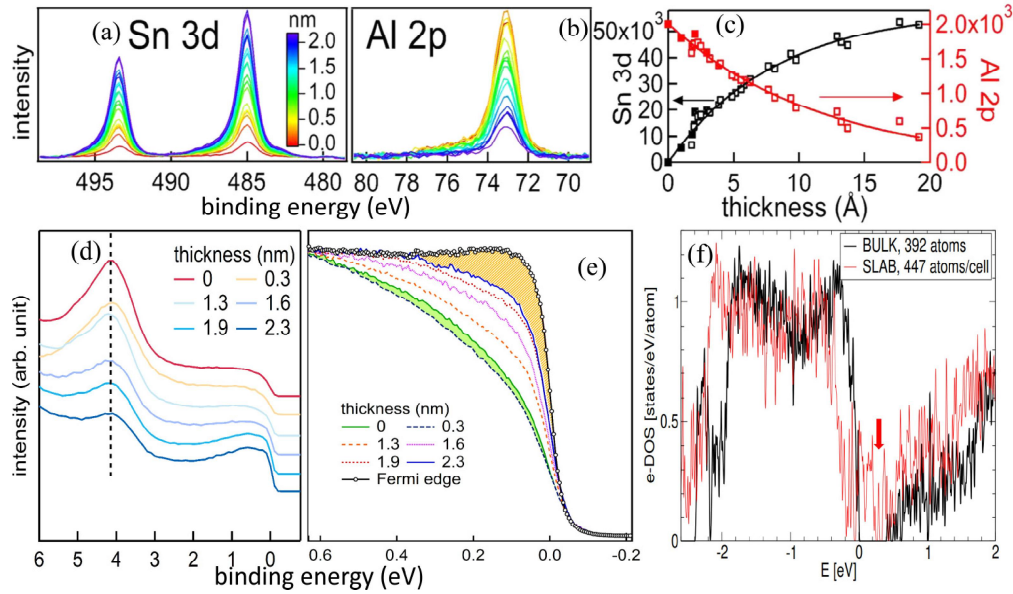 (a) Sn 3d
nm
2.0
1.0
0.0
intensity
495 490 485 480
Al 2p (b)
80 78 76 74 72 70
binding energy (eV)
(c)
Sn 3d
50x10³
40
30
20
10
0
2.0x10³
1.5
1.0
0.5
0.0
Al 2p
0 5 10 15 20
thickness (Å)
(d)
thickness (nm)
0 0.3
1.3 1.6
1.9 2.3
intensity (arb. unit)
6 5 4 3 2 1 0
binding energy (eV)
(e)
thickness (nm)
0 0.3
1.3 1.6
1.9 2.3
Fermi edge
0.6 0.4 0.2 0.0 -0.2
binding energy (eV)
(f)
BULK, 392 atoms
SLAB, 447 atoms/cell
e-DOS [states/eV/atom]
1
0.5
0
-2 -1 0 1 2
E [eV]